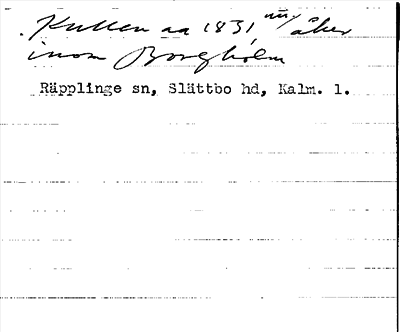 Kullen aa 1831, nu åker
inom Borgholm
Räpplinge sn, Slättbo hd, Kalm. l.